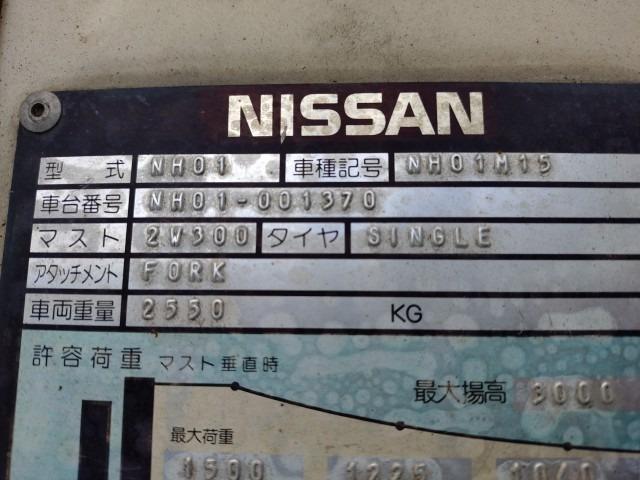 NISSAN
型 式 NH01 車種記号 NH01M15
車台番号 NH01-001370
マスト 2W300 タイヤ SINGLE
アタッチメント FORK
車両重量 2550 KG
許容荷重 マスト垂直時
最大揚高 3000
最大荷重
1500 1225 1040